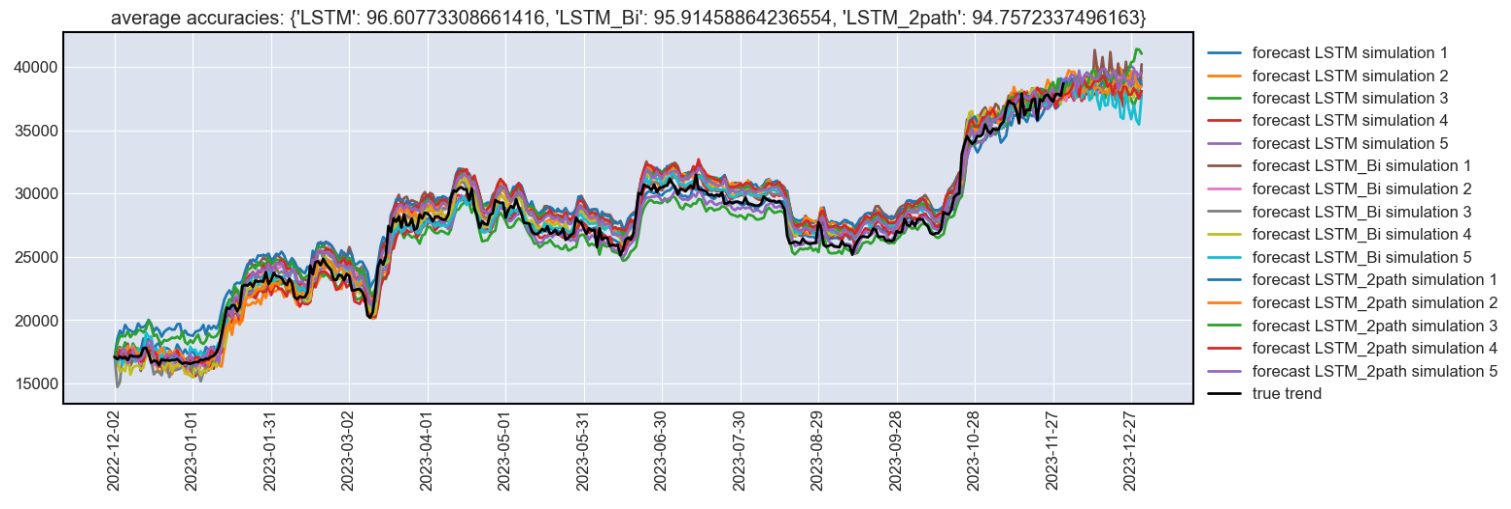 average accuracies: {'LSTM': 96.60773308661416, 'LSTM_Bi': 95.91458864236554, 'LSTM_2path': 94.7572337496163}
40000
35000
30000
25000
20000
15000
2022-12-02
2023-01-01
2023-01-31
2023-03-02
2023-04-01
2023-05-01
2023-05-31
2023-06-30
2023-07-30
2023-08-29
2023-09-28
2023-10-28
2023-11-27
2023-12-27
forecast LSTM simulation 1
forecast LSTM simulation 2
forecast LSTM simulation 3
forecast LSTM simulation 4
forecast LSTM simulation 5
forecast LSTM_Bi simulation 1
forecast LSTM_Bi simulation 2
forecast LSTM_Bi simulation 3
forecast LSTM_Bi simulation 4
forecast LSTM_Bi simulation 5
forecast LSTM_2path simulation 1
forecast LSTM_2path simulation 2
forecast LSTM_2path simulation 3
forecast LSTM_2path simulation 4
forecast LSTM_2path simulation 5
true trend